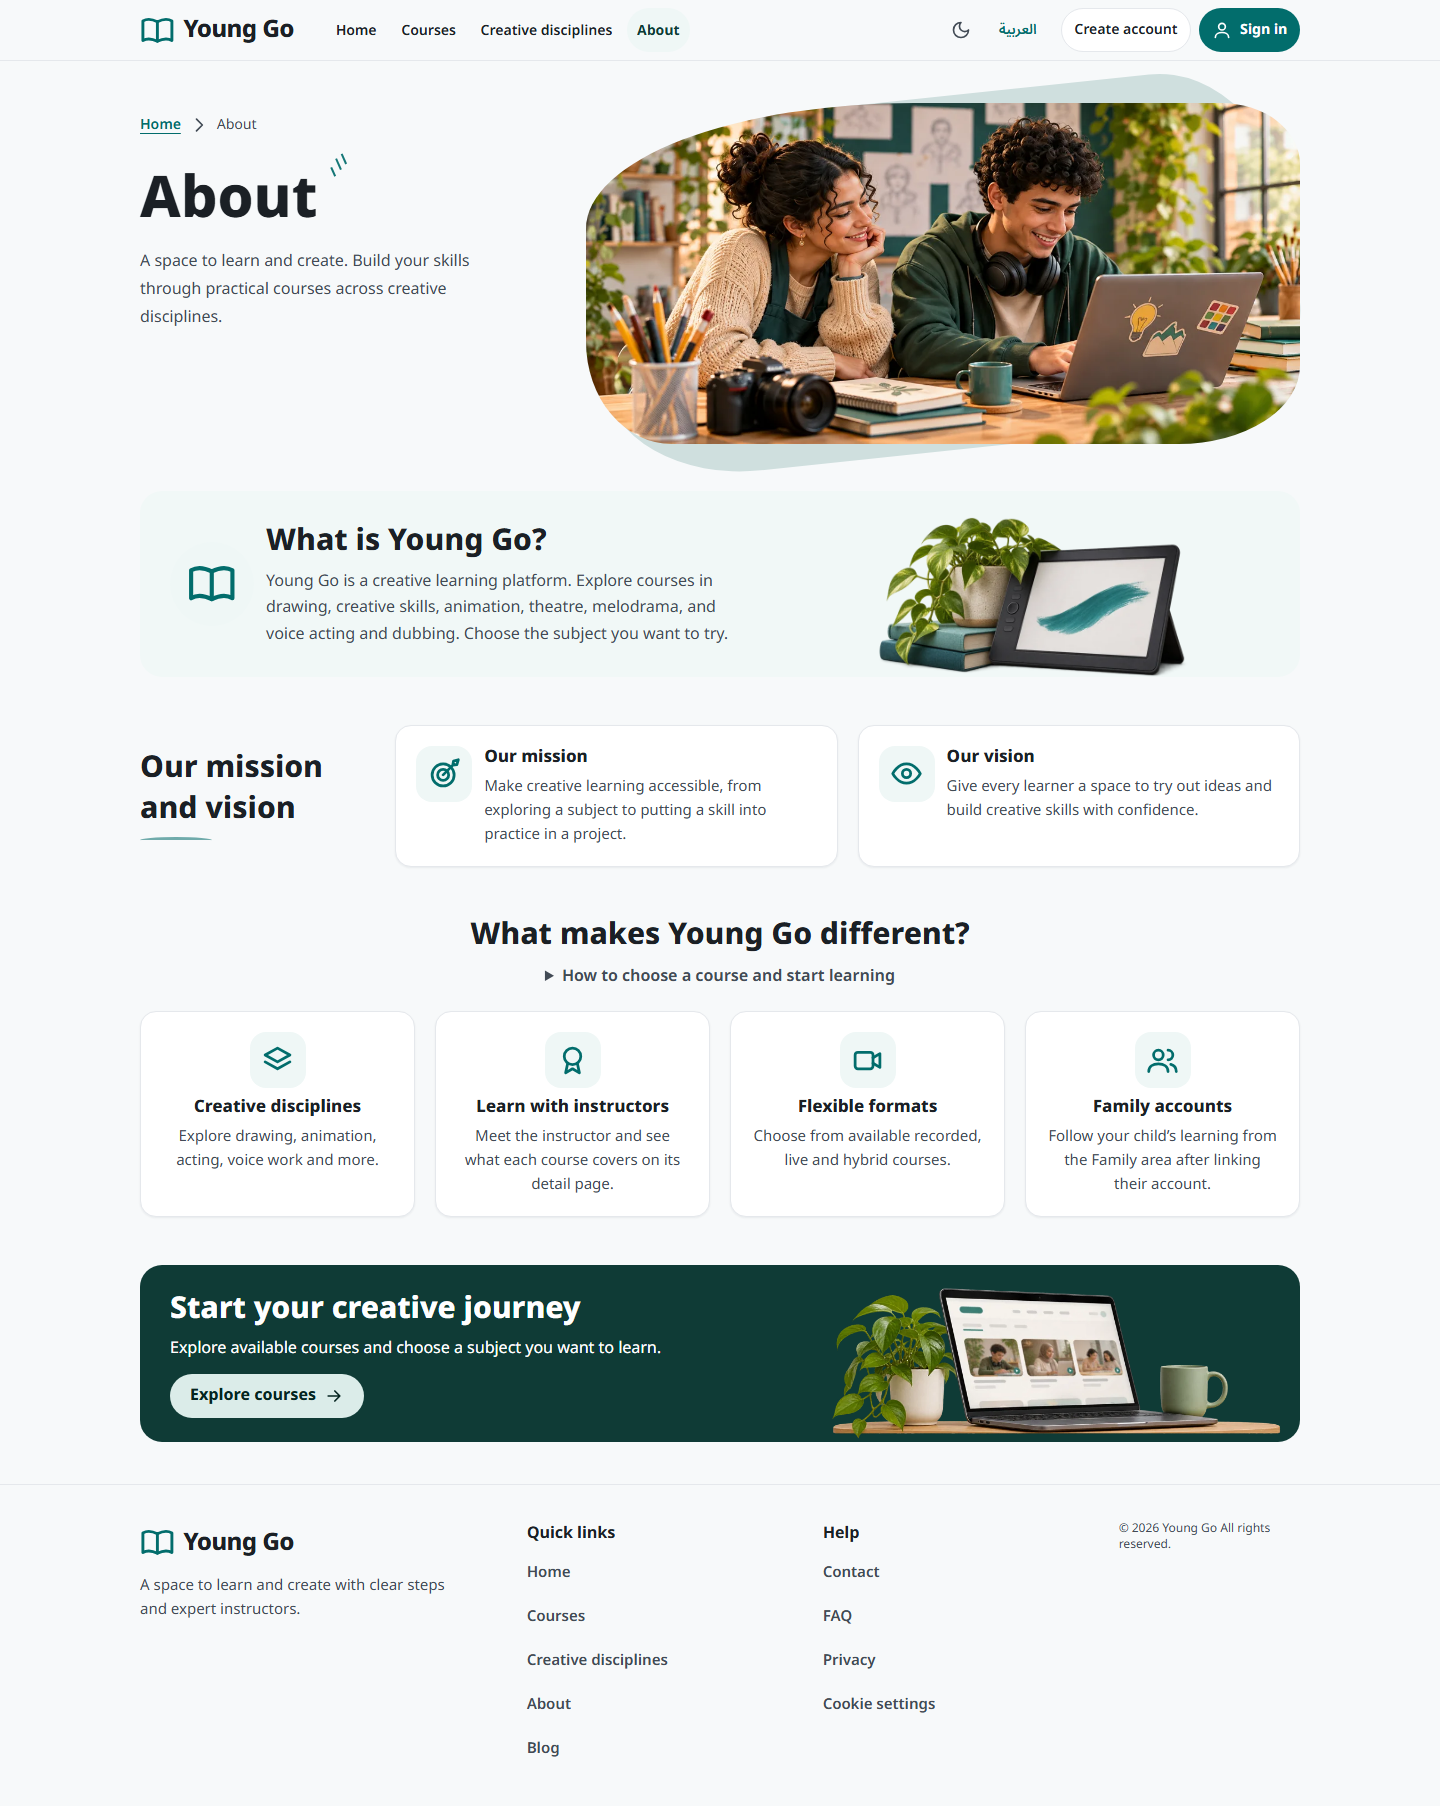 Young Go
Home
Courses
Creative disciplines
About
العربية
Create account
Sign in
Home
About
About
A space to learn and create. Build your skills
through practical courses across creative
disciplines.
What is Young Go?
Young Go is a creative learning platform. Explore courses in
drawing, creative skills, animation, theatre, melodrama, and
voice acting and dubbing. Choose the subject you want to try.
Our mission
and vision
Our mission
Make creative learning accessible, from
exploring a subject to putting a skill into
practice in a project.
Our vision
Give every learner a space to try out ideas and
build creative skills with confidence.
What makes Young Go different?
How to choose a course and start learning
Creative disciplines
Explore drawing, animation,
acting, voice work and more.
Learn with instructors
Meet the instructor and see
what each course covers on its
detail page.
Flexible formats
Choose from available recorded,
live and hybrid courses.
Family accounts
Follow your child’s learning from
the Family area after linking
their account.
Start your creative journey
Explore available courses and choose a subject you want to learn.
Explore courses
Young Go
A space to learn and create with clear steps
and expert instructors.
Quick links
Home
Courses
Creative disciplines
About
Blog
Help
Contact
FAQ
Privacy
Cookie settings
© 2026 Young Go All rights
reserved.